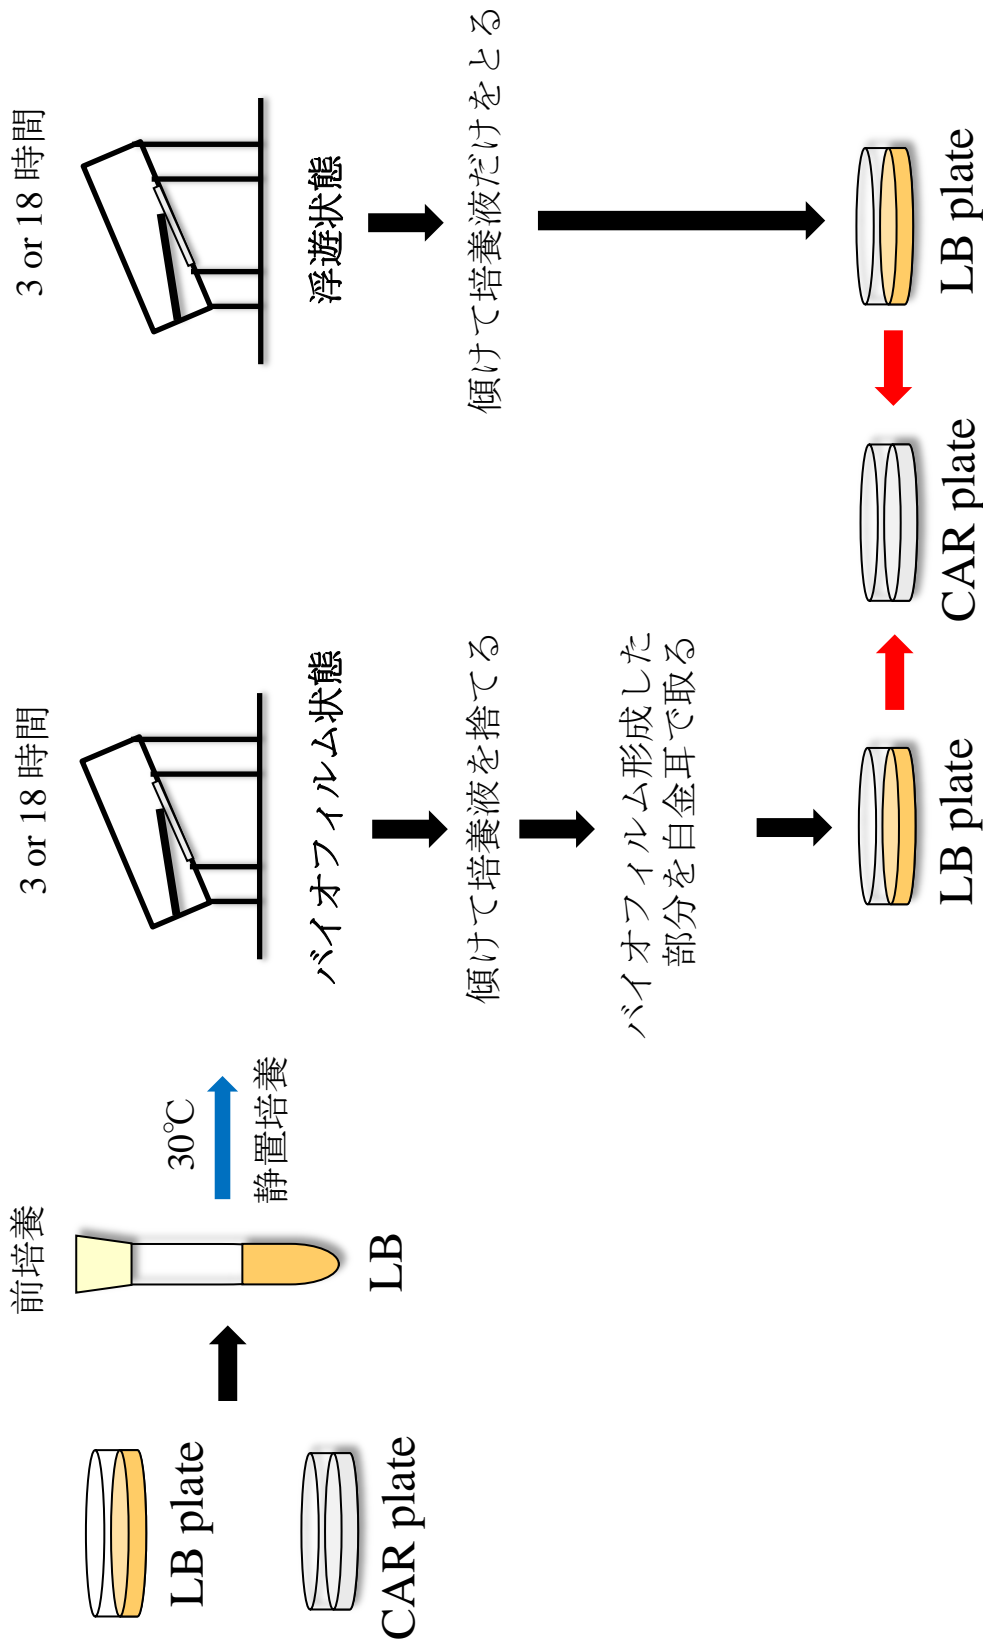 LB plate
CAR plate
前培養
LB
30℃
静置培養
3 or 18 時間
バイオフィルム状態
傾けて培養液を捨てる
バイオフィルム形成した
部分を白金耳で取る
LB plate
CAR plate
3 or 18 時間
浮遊状態
傾けて培養液だけをとる
LB plate